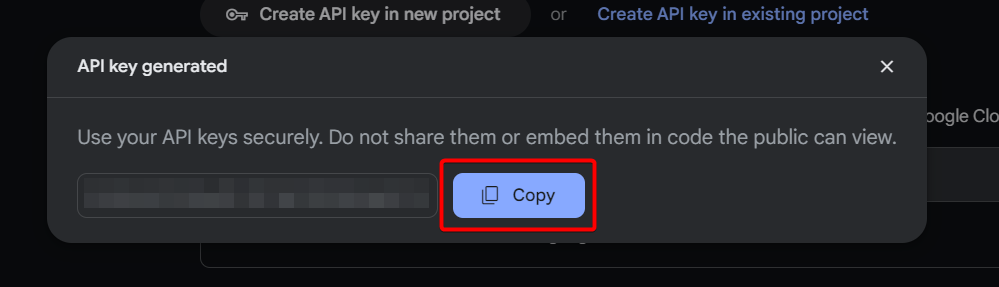 Create API key in new project or Create API key in existing project
API key generated
oogle Clo
Use your API keys securely. Do not share them or embed them in code the public can view.
Copy